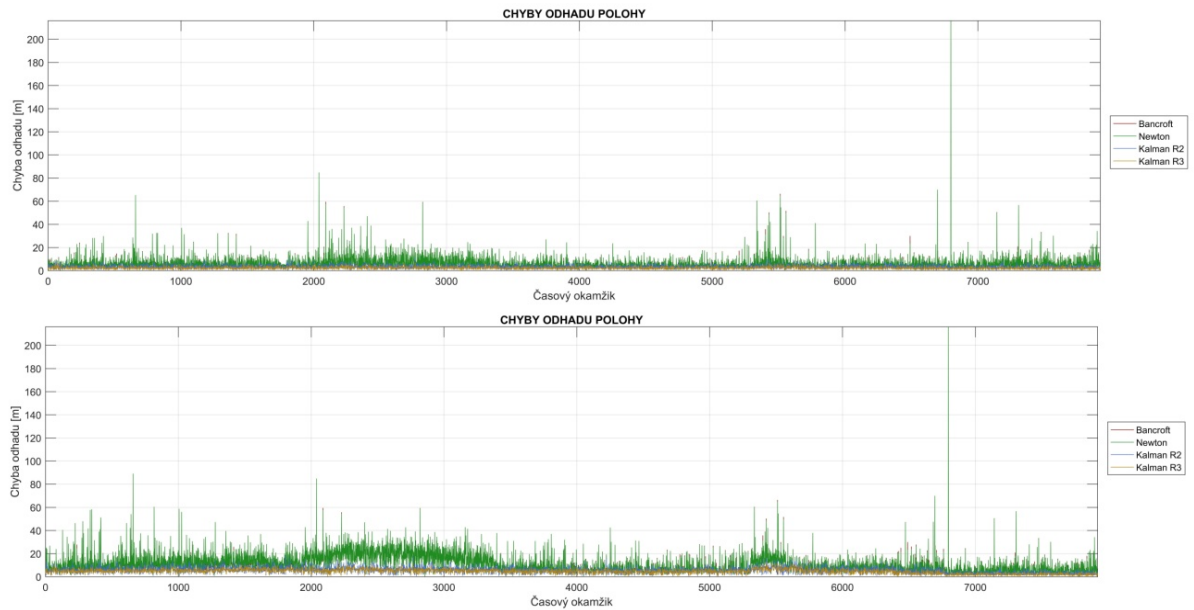 CHYBY ODHADU POLOHY
Chyba odhadu [m]
200
180
160
140
120
100
80
60
40
20
0
0 1000 2000 3000 4000 5000 6000 7000
Časový okamžik
Bancroft
Newton
Kalman R2
Kalman R3
CHYBY ODHADU POLOHY
Chyba odhadu [m]
200
180
160
140
120
100
80
60
40
20
0
0 1000 2000 3000 4000 5000 6000 7000
Časový okamžik
Bancroft
Newton
Kalman R2
Kalman R3